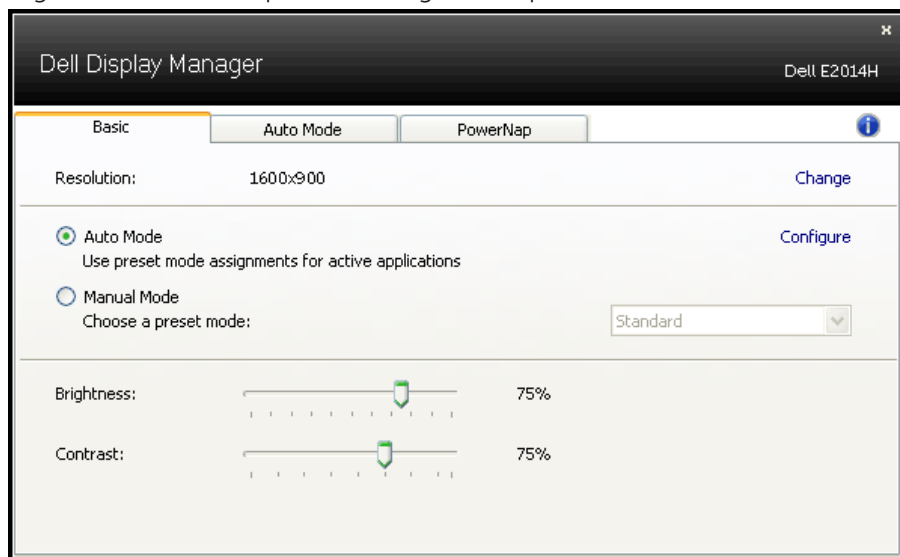 Dell Display Manager
Dell E2014H
Basic Auto Mode PowerNap
Resolution: 1600x900 Change
Auto Mode Configure
Use preset mode assignments for active applications
Manual Mode
Choose a preset mode: Standard
Brightness: 75%
Contrast: 75%